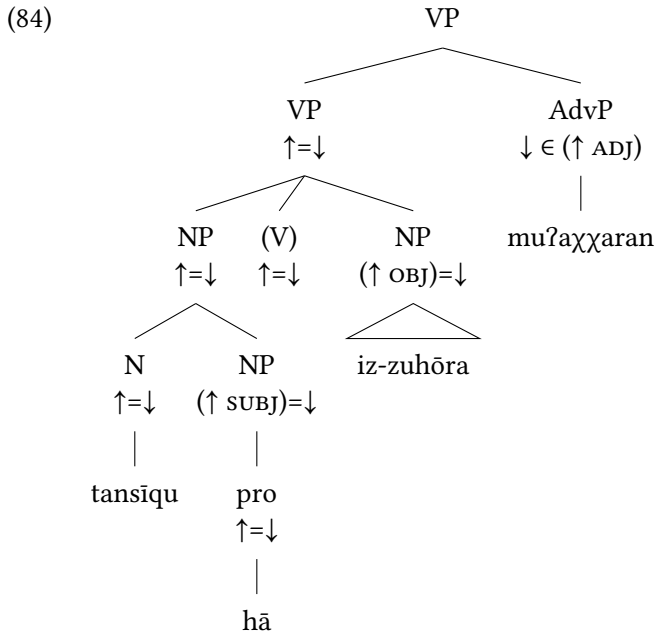 (84) VP
VP AdvP
↑=↓ ↓ ∈ (↑ ADJ)
NP (V) NP muʔaχχaran
↑=↓ ↑=↓ (↑ OBJ)=↓
N NP iz-zuhōra
↑=↓ (↑ SUBJ)=↓
tansīqu pro
↑=↓
hā